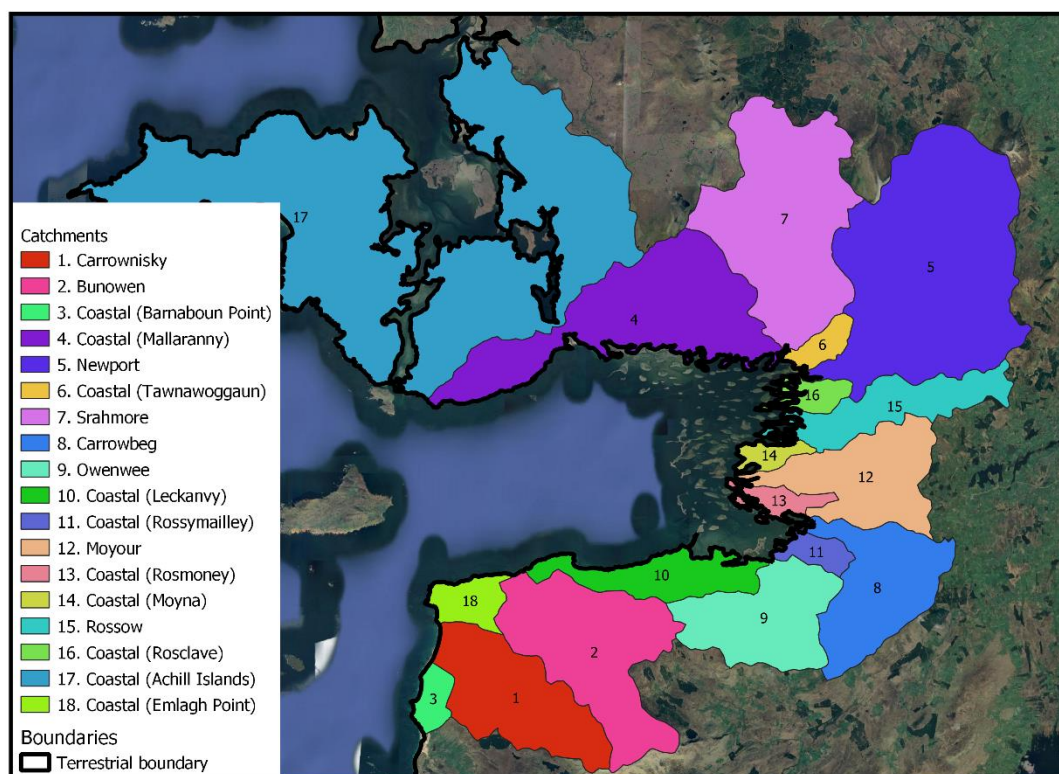 Catchments
1. Carrownisky
2. Bunowen
3. Coastal (Barnaboun Point)
4. Coastal (Mallaranny)
5. Newport
6. Coastal (Tawnawoggaun)
7. Srahmore
8. Carrowbeg
9. Owenwee
10. Coastal (Leckanvy)
11. Coastal (Rossymailley)
12. Moyour
13. Coastal (Rosmoney)
14. Coastal (Moyna)
15. Rossow
16. Coastal (Rosclave)
17. Coastal (Achill Islands)
18. Coastal (Emlagh Point)
Boundaries
Terrestrial boundary
17
7
5
4
6
16
15
14
12
13
11
10
8
18
9
2
3
1